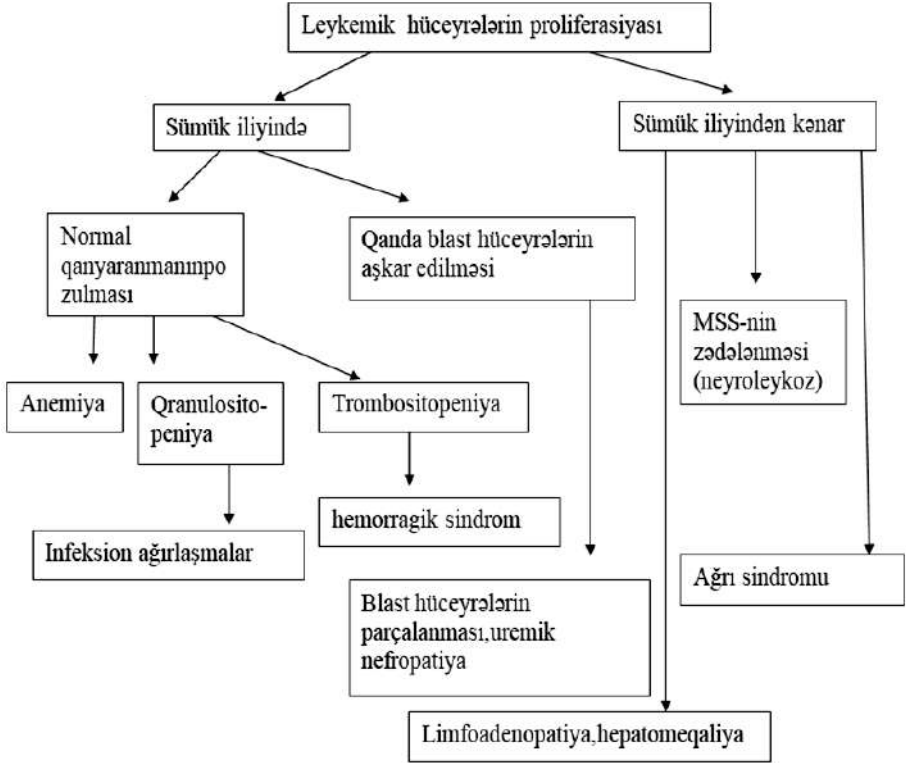 Leykemik hüceyrələrin proliferasiyası
Sümük iliyində
Sümük iliyindən kənar
Normal
qanyaranmanınpo
zulması
Qanda blast hüceyrələrin
aşkar edilməsi
MSS-nin
zədələnməsi
(neyroleykoz)
Anemiya
Qranulosito-
peniya
Trombositopeniya
hemorragik sindrom
Infeksion ağırlaşmalar
Ağrı sindromu
Blast hüceyrələrin
parçalanması,uremik
nefropatiya
Limfoadenopatiya,hepatomeqaliya